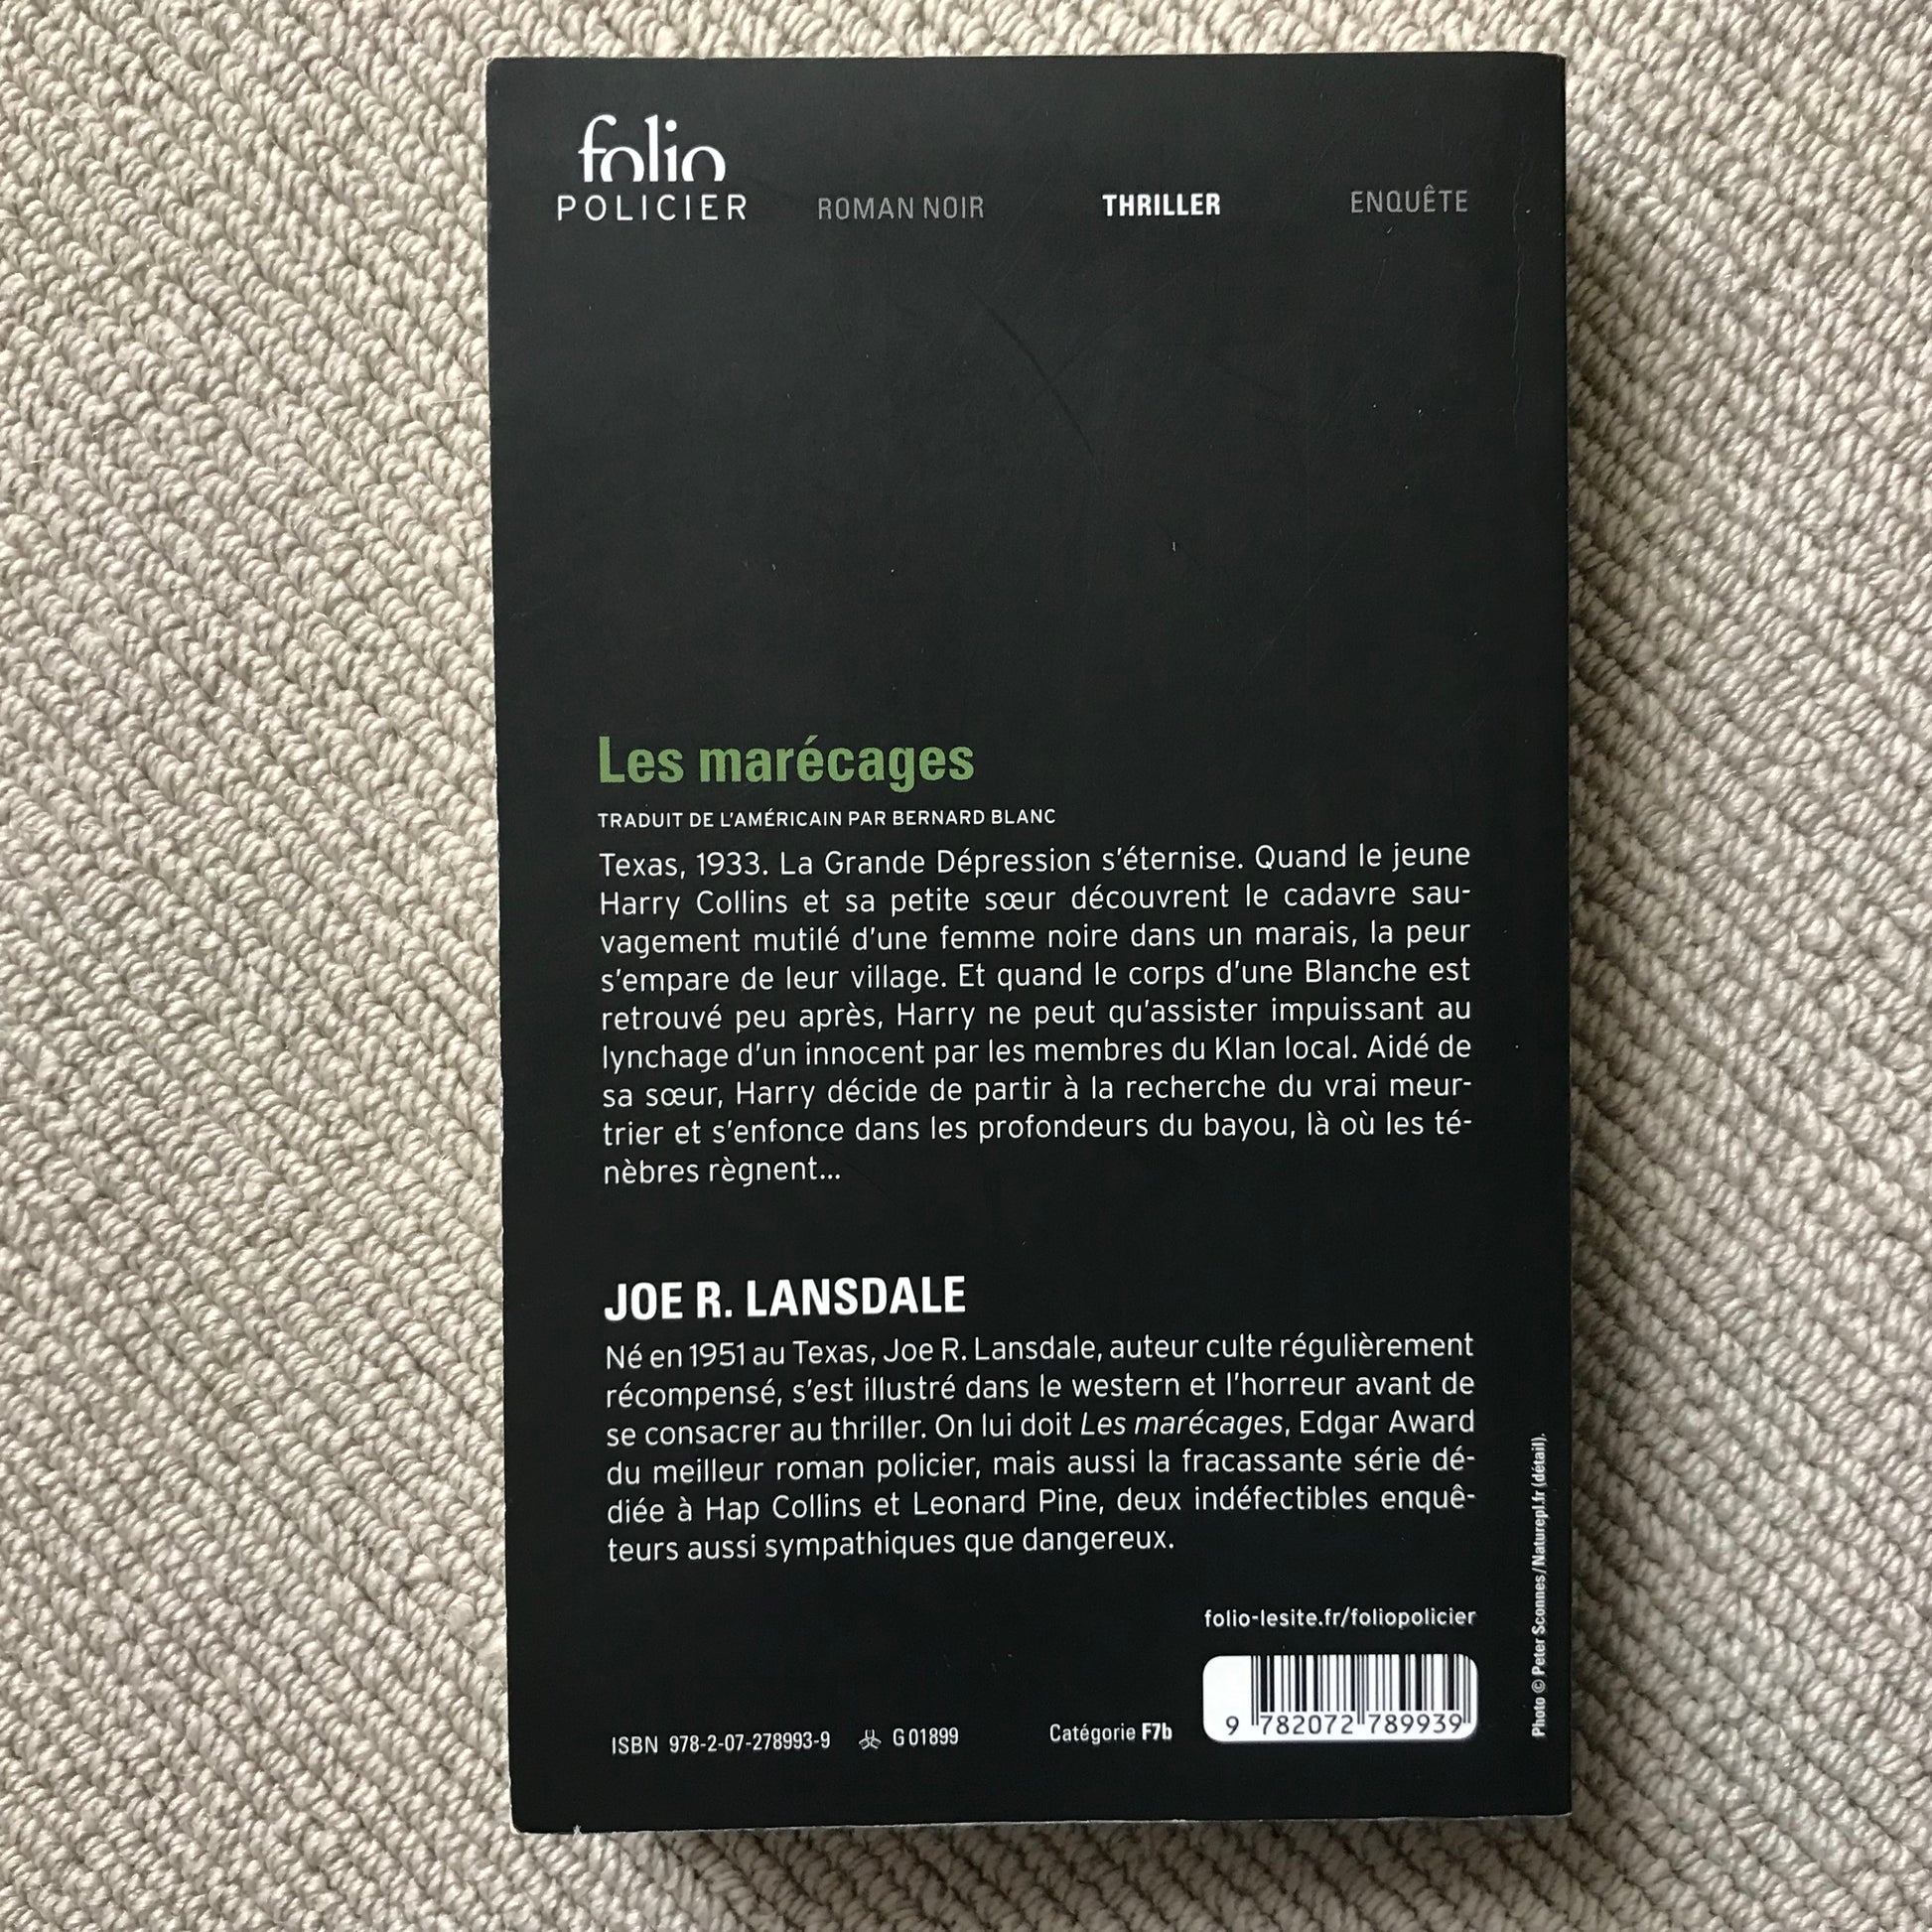 folio
POLICIER ROMAN NOIR THRILLER ENQUÊTE
Les marécages
TRADUIT DE L'AMÉRICAIN PAR BERNARD BLANC
Texas, 1933. La Grande Dépression s'éternise. Quand le jeune
Harry Collins et sa petite sœur découvrent le cadavre sau-
vagement mutilé d'une femme noire dans un marais, la peur
s'empare de leur village. Et quand le corps d'une Blanche est
retrouvé peu après, Harry ne peut qu'assister impuissant au
lynchage d'un innocent par les membres du Klan local. Aidé de
sa sœur, Harry décide de partir à la recherche du vrai meur-
trier et s'enfonce dans les profondeurs du bayou, là où les té-
nèbres règnent...
JOE R. LANSDALE
Né en 1951 au Texas, Joe R. Lansdale, auteur culte régulièrement
récompensé, s'est illustré dans le western et l'horreur avant de
se consacrer au thriller. On lui doit Les marécages, Edgar Award
du meilleur roman policier, mais aussi la fracassante série dé-
diée à Hap Collins et Leonard Pine, deux indéfectibles enquê-
teurs aussi sympathiques que dangereux.
folio-lesite.fr/foliopolicier
ISBN 978-2-07-278993-9 G01899 Catégorie F7b
9 782072 789939
Photo © Peter Sconnes / Naturepl.fr (détail).